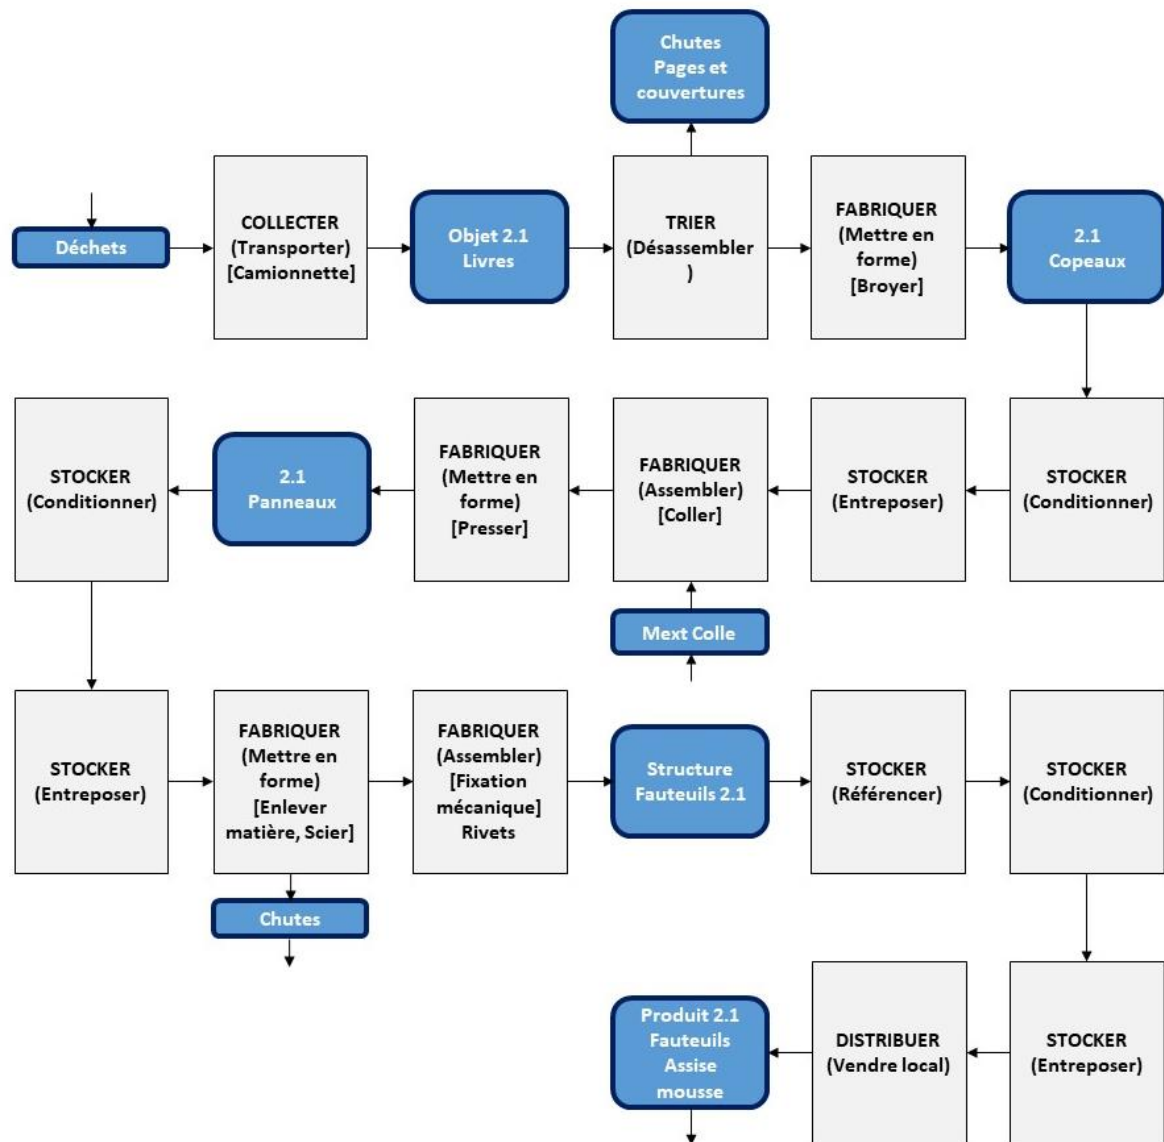 Chutes
Pages et
couvertures
Déchets
COLLECTER
(Transporter)
[Camionnette]
Objet 2.1
Livres
TRIER
(Désassembler
)
FABRIQUER
(Mettre en
forme)
[Broyer]
2.1
Copeaux
STOCKER
(Conditionner)
2.1
Panneaux
FABRIQUER
(Mettre en
forme)
[Presser]
FABRIQUER
(Assembler)
[Coller]
STOCKER
(Entreposer)
STOCKER
(Conditionner)
Mext Colle
STOCKER
(Entreposer)
FABRIQUER
(Mettre en
forme)
[Enlever
matière, Scier]
FABRIQUER
(Assembler)
[Fixation
mécanique]
Rivets
Structure
Fauteuils 2.1
STOCKER
(Référencer)
STOCKER
(Conditionner)
Chutes
Produit 2.1
Fauteuils
Assise
mousse
DISTRIBUER
(Vendre local)
STOCKER
(Entreposer)